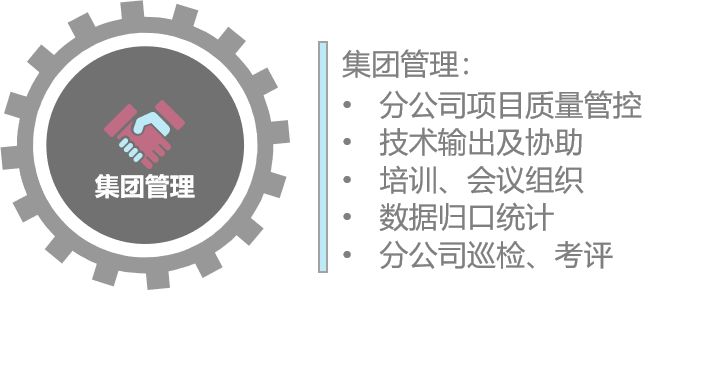 集团管理
集团管理：
• 分公司项目质量管控
• 技术输出及协助
• 培训、会议组织
• 数据归口统计
• 分公司巡检、考评